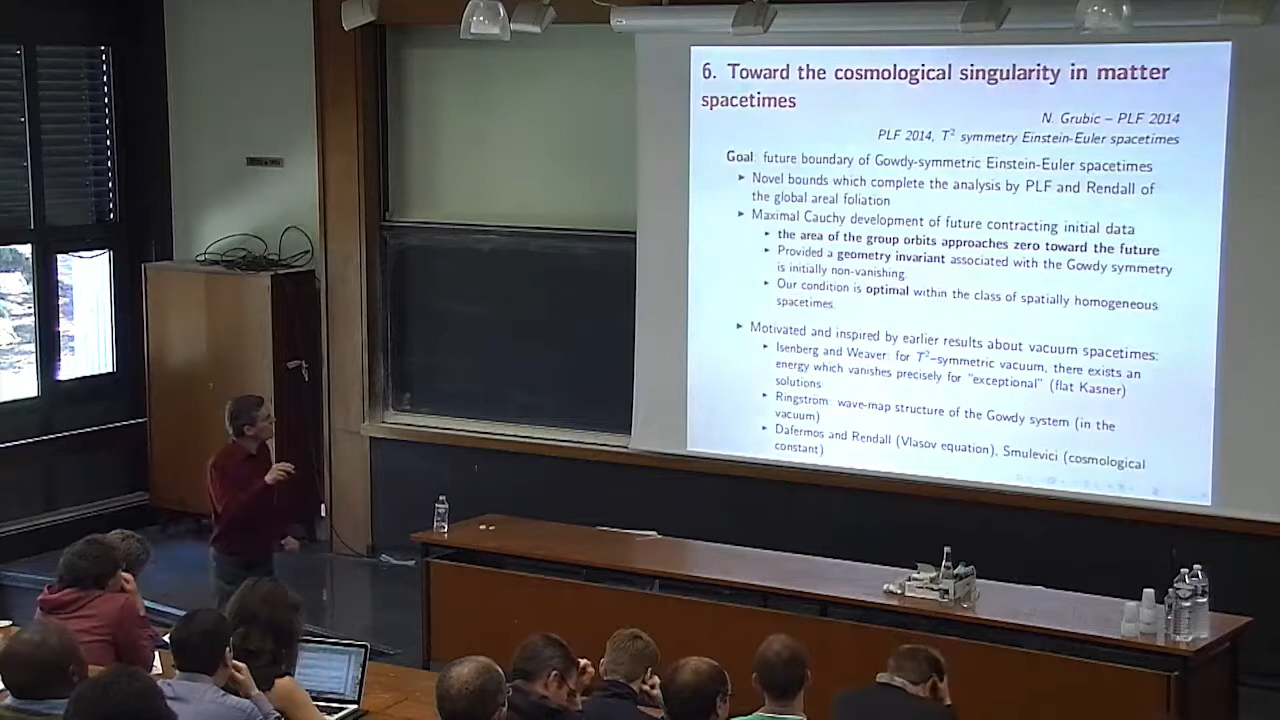 6. Toward the cosmological singularity in matter
spacetimes
N. Grubic – PLF 2014
PLF 2014, T² symmetry Einstein-Euler spacetimes
Goal: future boundary of Gowdy-symmetric Einstein-Euler spacetimes
▸ Novel bounds which complete the analysis by PLF and Rendall of
the global areal foliation
▸ Maximal Cauchy development of future contracting initial data
▸ the area of the group orbits approaches zero toward the future
▸ Provided a geometry invariant associated with the Gowdy symmetry
is initially non-vanishing.
▸ Our condition is optimal within the class of spatially homogeneous
spacetimes.
▸ Motivated and inspired by earlier results about vacuum spacetimes:
▸ Isenberg and Weaver: for T²–symmetric vacuum, there exists an
energy which vanishes precisely for "exceptional" (flat Kasner)
solutions
▸ Ringström: wave-map structure of the Gowdy system (in the
vacuum)
▸ Dafermos and Rendall (Vlasov equation), Smulevici (cosmological
constant)